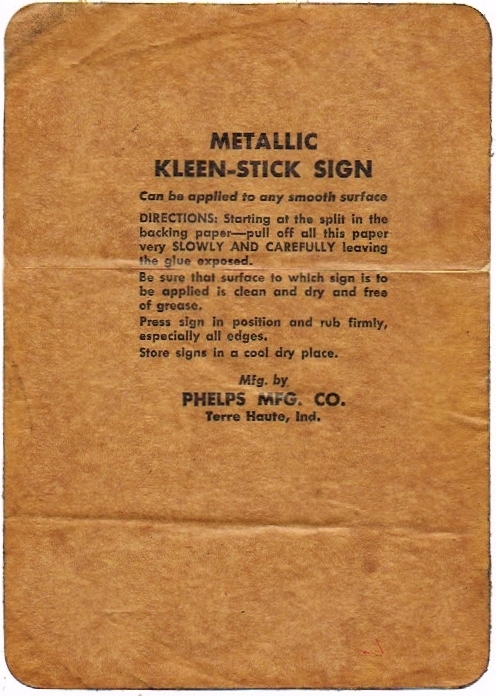 METALLIC
KLEEN-STICK SIGN
Can be applied to any smooth surface
DIRECTIONS: Starting at the split in the
backing paper—pull off all this paper
very SLOWLY AND CAREFULLY leaving
the glue exposed.
Be sure that surface to which sign is to
be applied is clean and dry and free
of grease.
Press sign in position and rub firmly,
especially all edges.
Store signs in a cool dry place.
Mfg. by
PHELPS MFG. CO.
Terre Haute, Ind.